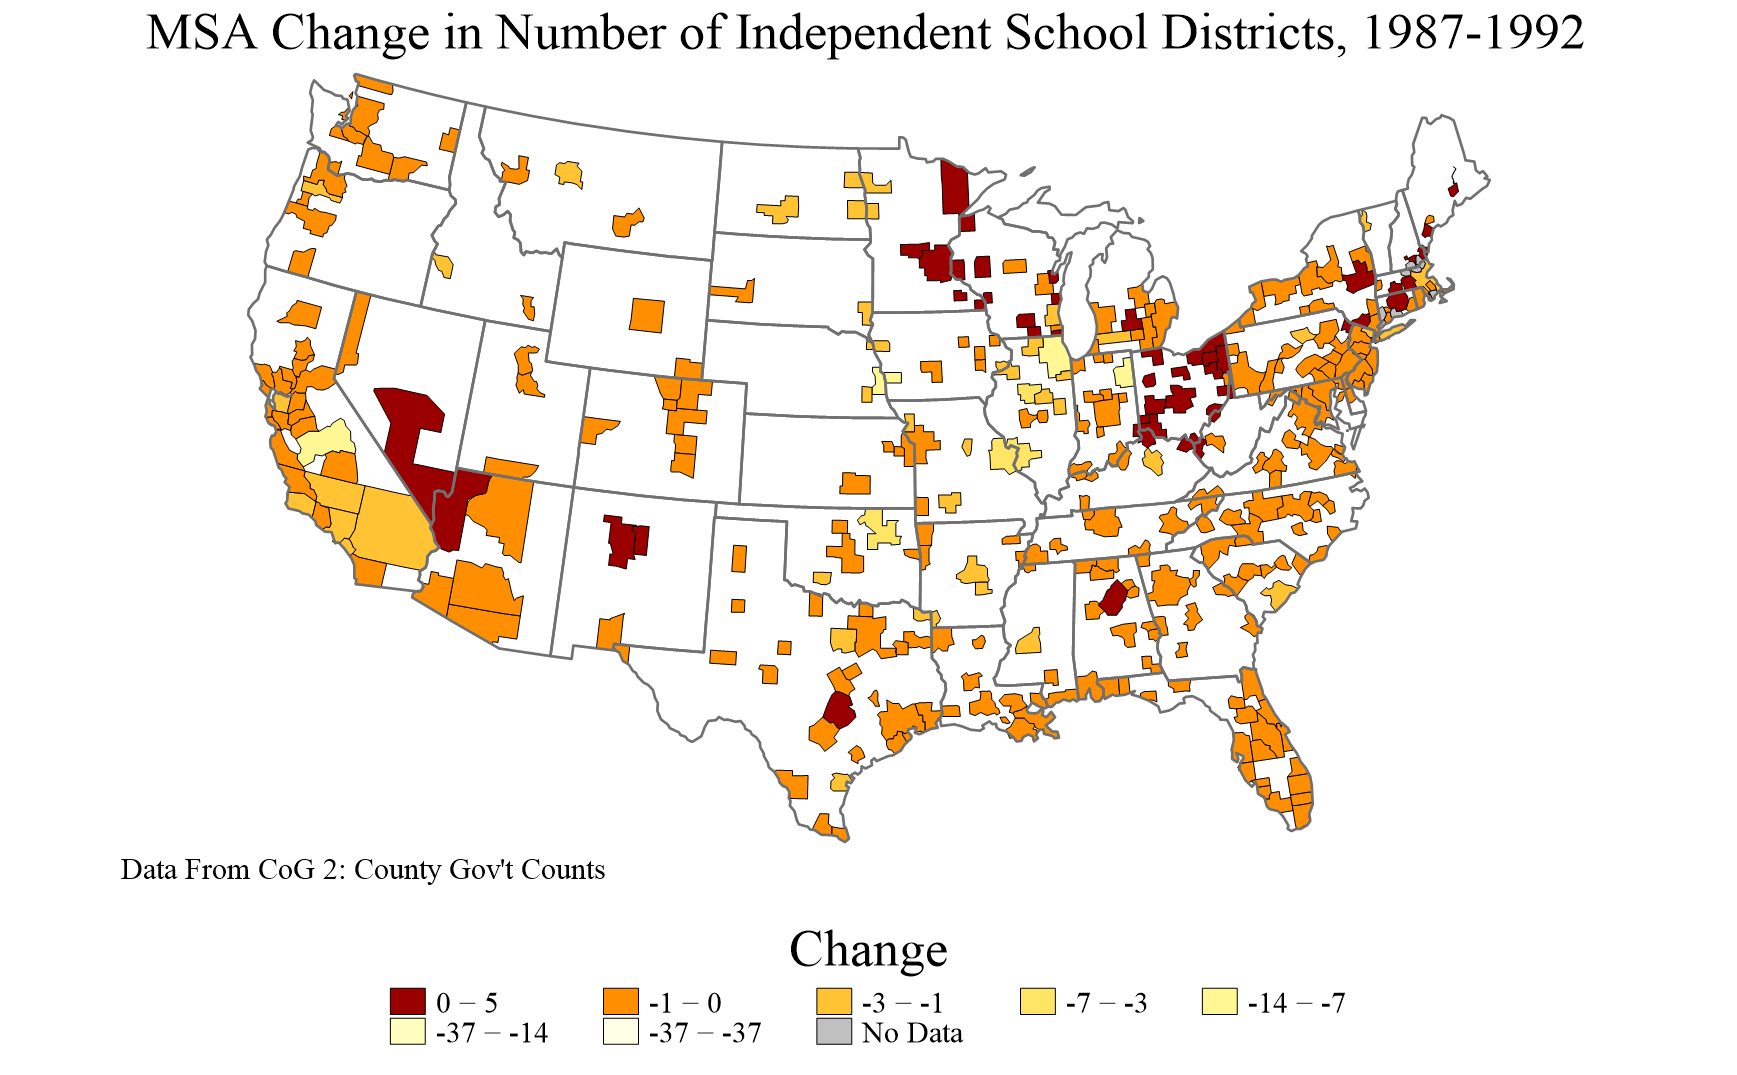 MSA Change in Number of Independent School Districts, 1987-1992
Data From CoG 2: County Gov't Counts
Change
0 – 5
-1 – 0
-3 – -1
-7 – -3
-14 – -7
-37 – -14
-37 – -37
No Data